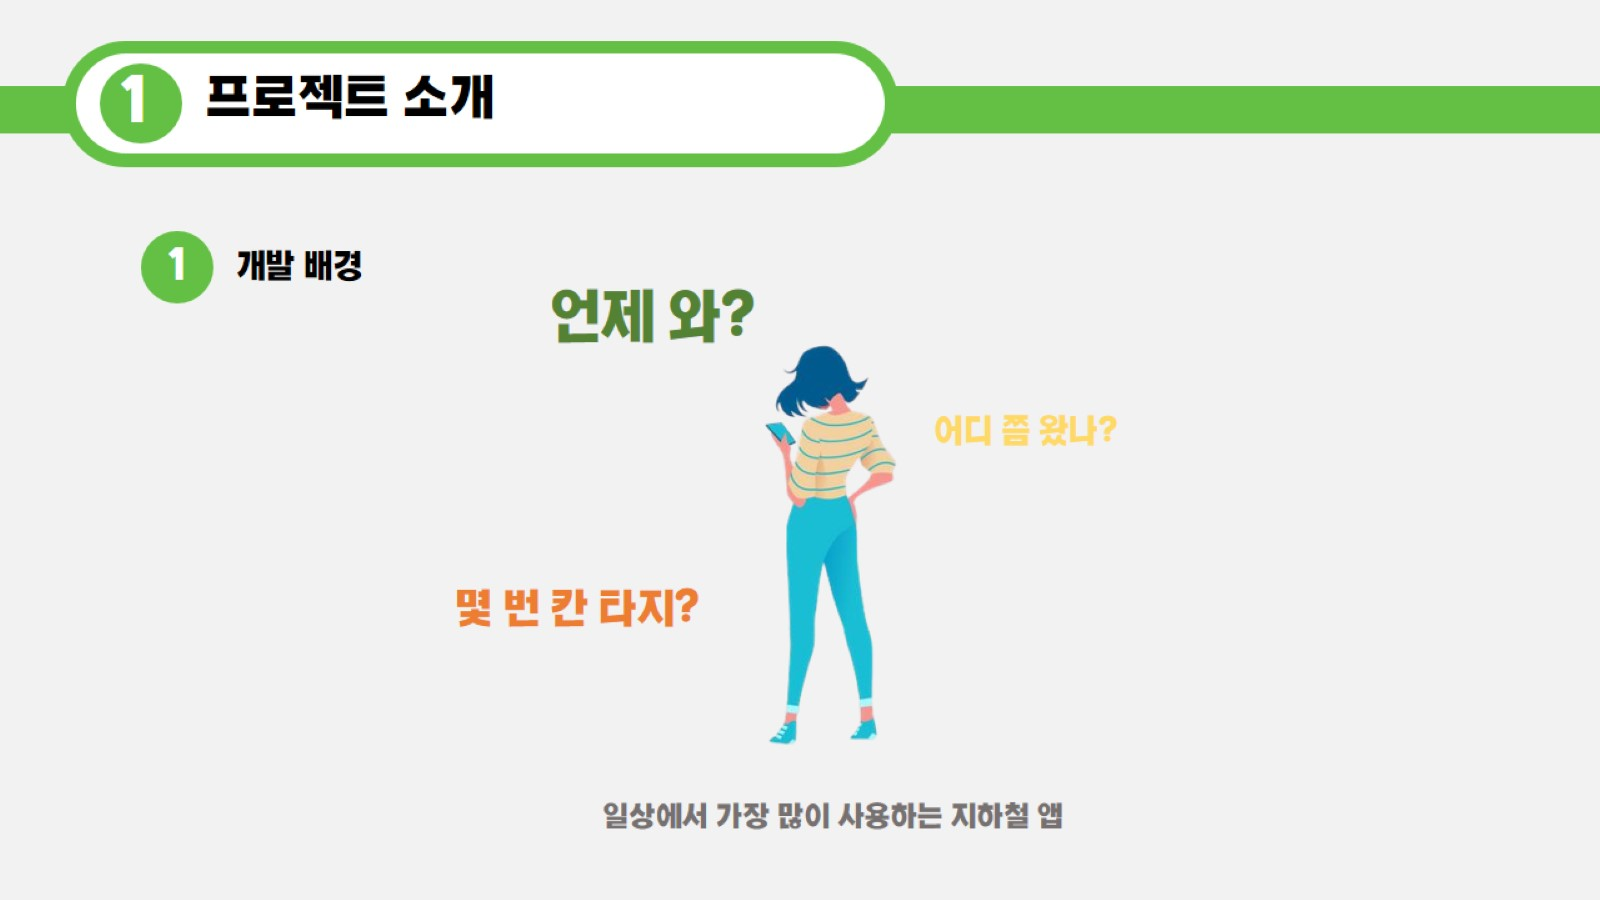 1 프로젝트 소개
1 개발 배경
언제 와?
어디 쯤 왔나?
몇 번 칸 타지?
일상에서 가장 많이 사용하는 지하철 앱